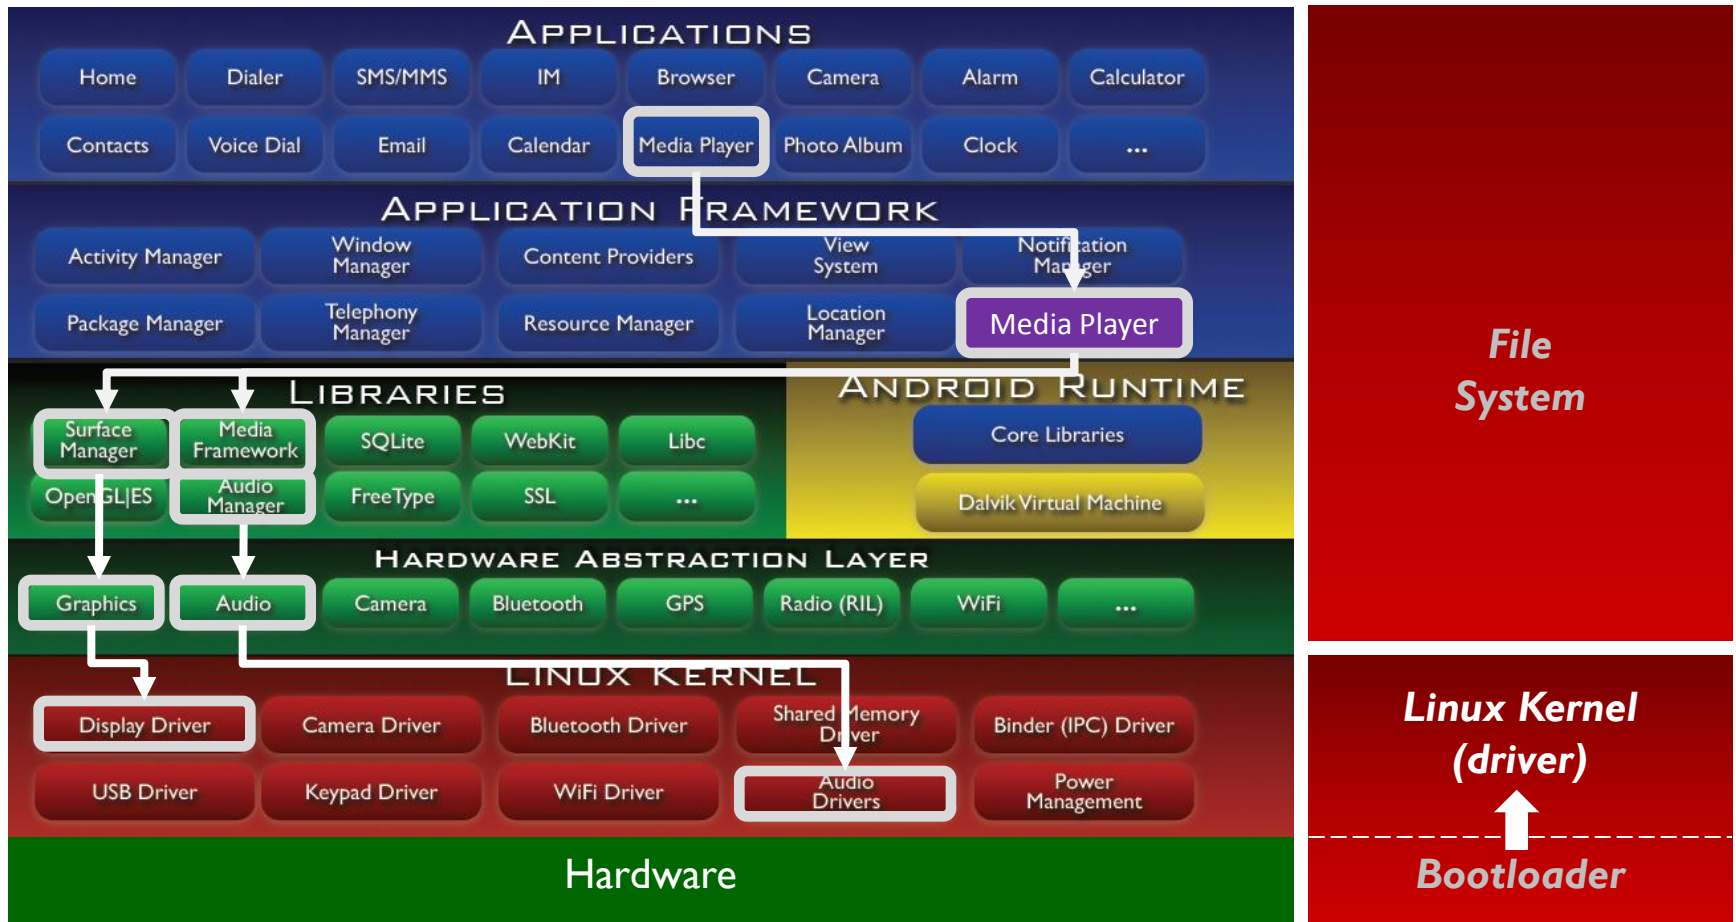 APPLICATIONS
Home Dialer SMS/MMS IM Browser Camera Alarm Calculator
Contacts Voice Dial Email Calendar Media Player Photo Album Clock ...
APPLICATION FRAMEWORK
Activity Manager
Window
Manager
Content Providers
View
System
Notification
Manager
Package Manager
Telephony
Manager
Resource Manager
Location
Manager
Media Player
LIBRARIES
Surface
Manager
Media
Framework
SQLite WebKit Libc
OpenGL|ES
Audio
Manager
FreeType SSL ...
ANDROID RUNTIME
Core Libraries
Dalvik Virtual Machine
HARDWARE ABSTRACTION LAYER
Graphics Audio Camera Bluetooth GPS Radio (RIL) WiFi ...
LINUX KERNEL
Display Driver Camera Driver Bluetooth Driver
Shared Memory
Driver
Binder (IPC) Driver
USB Driver Keypad Driver WiFi Driver
Audio
Drivers
Power
Management
Hardware
File
System
Linux Kernel
(driver)
Bootloader